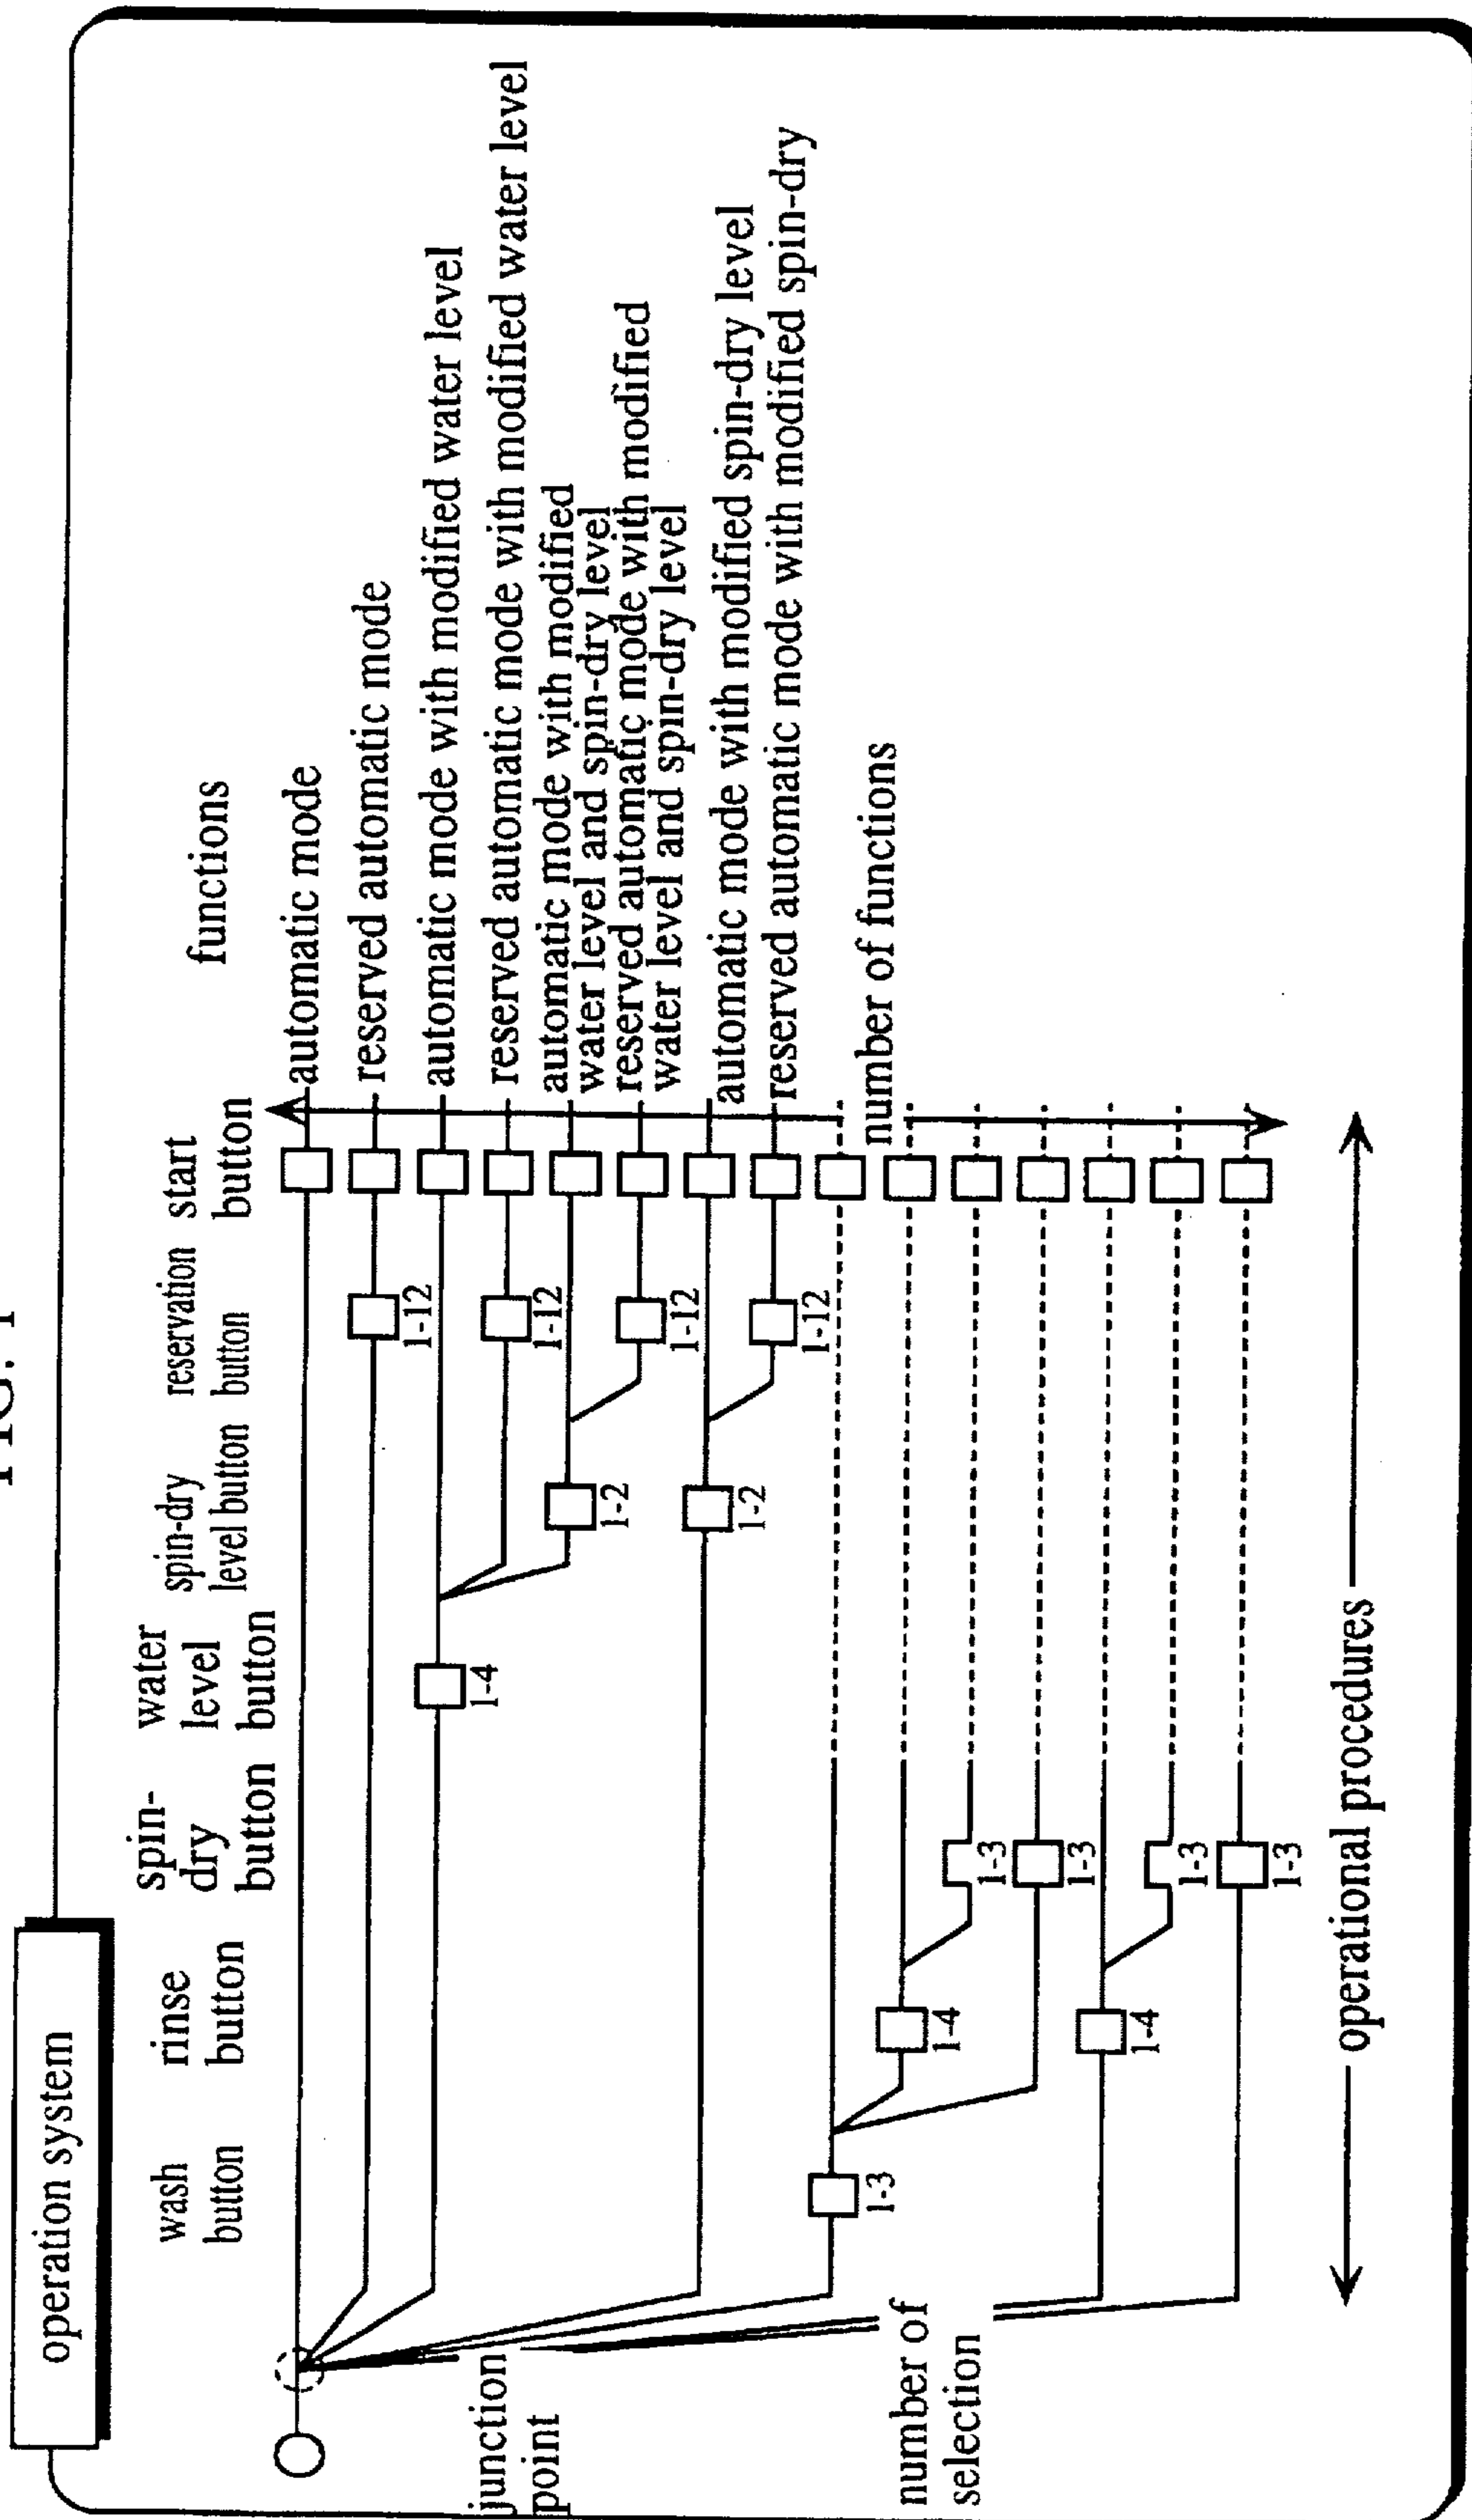 FIG. 1
operation system
wash
button
rinse
button
spin-
dry
button
water
level
button
spin-dry
level button
reservation
button
start
button
functions
automatic mode
reserved automatic mode
1-12
automatic mode with modified water level
1-4
reserved automatic mode with modified water level
1-12
automatic mode with modified
water level and spin-dry level
1-2
reserved automatic mode with modified
water level and spin-dry level
1-12
automatic mode with modified spin-dry level
1-2
reserved automatic mode with modified spin-dry
1-12
number of functions
junction
point
1-3
1-4
1-3
1-3
1-4
1-3
1-3
number of
selection
operational procedures